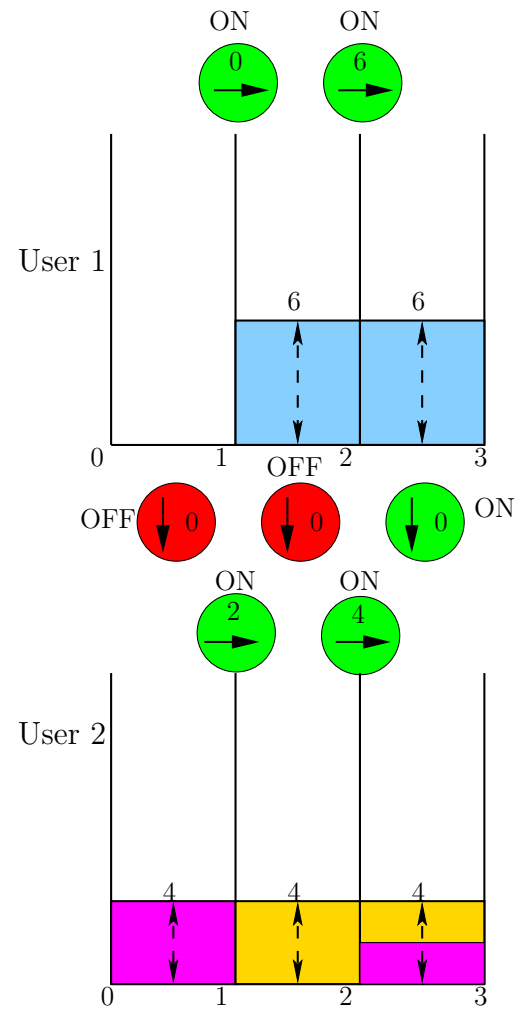 ON ON
0 6
User 1
6 6
0 1 2 3
OFF
OFF 0 0 0 ON
ON ON
2 4
User 2
4 4 4
0 1 2 3